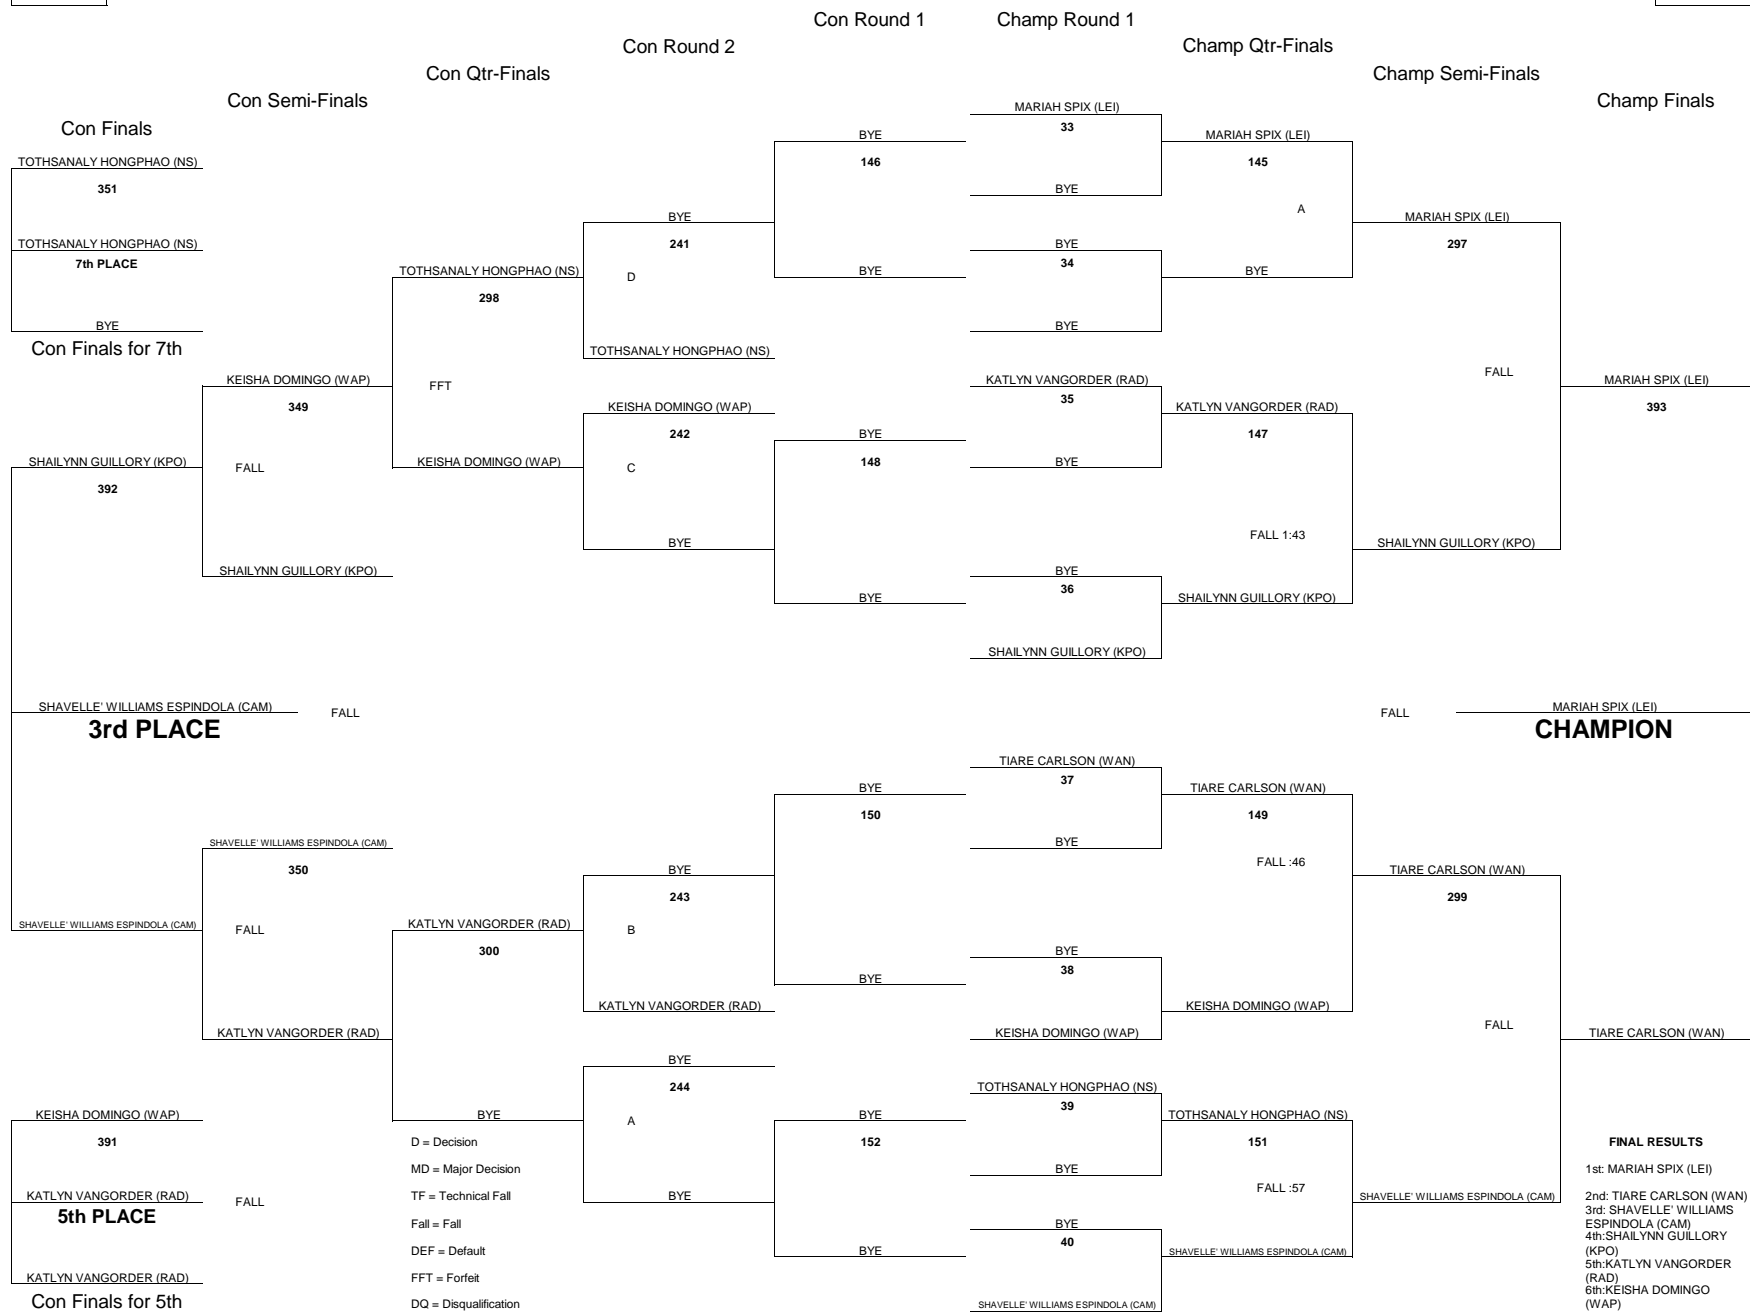 Con Round 1
Champ Round 1
Con Round 2
Champ Qtr-Finals
Con Qtr-Finals
Champ Semi-Finals
Con Semi-Finals
Champ Finals
Con Finals
TOTHSANALY HONGPHAO (NS)
351
TOTHSANALY HONGPHAO (NS)
7th PLACE
BYE
Con Finals for 7th
KEISHA DOMINGO (WAP)
349
SHAILYNN GUILLORY (KPO)
392
FALL
SHAILYNN GUILLORY (KPO)
TOTHSANALY HONGPHAO (NS)
298
FFT
KEISHA DOMINGO (WAP)
BYE
241
D
TOTHSANALY HONGPHAO (NS)
KEISHA DOMINGO (WAP)
242
C
BYE
BYE
146
BYE
BYE
148
BYE
MARIAH SPIX (LEI)
33
BYE
BYE
34
BYE
KATLYN VANGORDER (RAD)
35
BYE
BYE
36
SHAILYNN GUILLORY (KPO)
MARIAH SPIX (LEI)
145
A
BYE
KATLYN VANGORDER (RAD)
147
FALL 1:43
SHAILYNN GUILLORY (KPO)
MARIAH SPIX (LEI)
297
FALL
SHAILYNN GUILLORY (KPO)
MARIAH SPIX (LEI)
393
SHAVELLE' WILLIAMS ESPINDOLA (CAM)
3rd PLACE
FALL
FALL
MARIAH SPIX (LEI)
CHAMPION
SHAVELLE' WILLIAMS ESPINDOLA (CAM)
350
SHAVELLE' WILLIAMS ESPINDOLA (CAM)
FALL
KATLYN VANGORDER (RAD)
KATLYN VANGORDER (RAD)
300
BYE
BYE
243
B
KATLYN VANGORDER (RAD)
BYE
244
A
BYE
BYE
150
BYE
BYE
152
BYE
TIARE CARLSON (WAN)
37
BYE
BYE
38
KEISHA DOMINGO (WAP)
TOTHSANALY HONGPHAO (NS)
39
BYE
BYE
40
SHAVELLE' WILLIAMS ESPINDOLA (CAM)
TIARE CARLSON (WAN)
149
FALL :46
KEISHA DOMINGO (WAP)
TOTHSANALY HONGPHAO (NS)
151
FALL :57
SHAVELLE' WILLIAMS ESPINDOLA (CAM)
TIARE CARLSON (WAN)
299
FALL
SHAVELLE' WILLIAMS ESPINDOLA (CAM)
TIARE CARLSON (WAN)
KEISHA DOMINGO (WAP)
391
KATLYN VANGORDER (RAD)
5th PLACE
FALL
KATLYN VANGORDER (RAD)
Con Finals for 5th
D = Decision
MD = Major Decision
TF = Technical Fall
Fall = Fall
DEF = Default
FFT = Forfeit
DQ = Disqualification
FINAL RESULTS
1st: MARIAH SPIX (LEI)
2nd: TIARE CARLSON (WAN)
3rd: SHAVELLE' WILLIAMS
ESPINDOLA (CAM)
4th:SHAILYNN GUILLORY
(KPO)
5th:KATLYN VANGORDER
(RAD)
6th:KEISHA DOMINGO
(WAP)